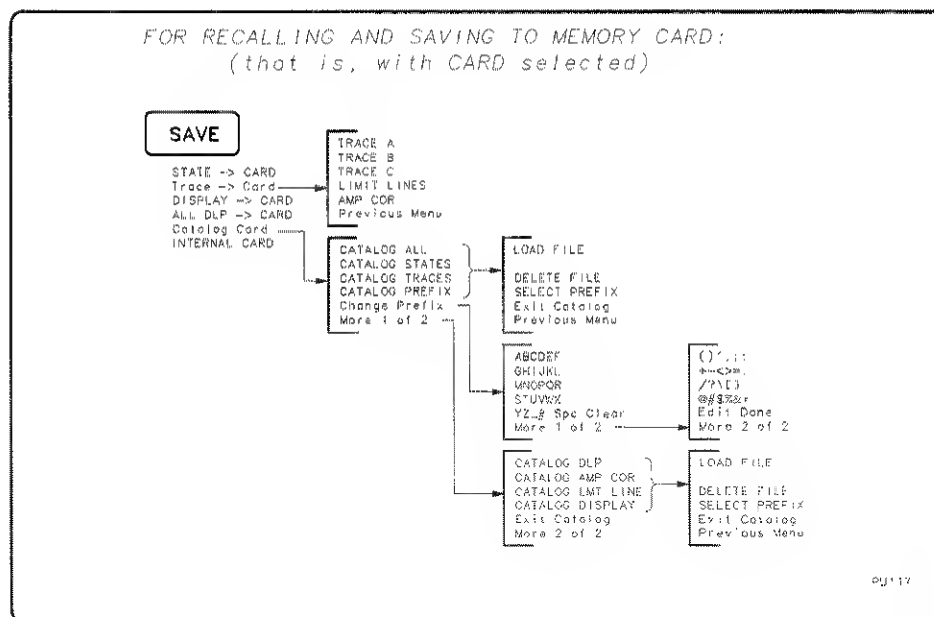 FOR RECALLING AND SAVING TO MEMORY CARD:
(that is, with CARD selected)
SAVE
STATE -> CARD
Trace -> Card
DISPLAY -> CARD
ALL DLP -> CARD
Catalog Card
INTERNAL CARD
TRACE A
TRACE B
TRACE C
LIMIT LINES
AMP COR
Previous Menu
CATALOG ALL
CATALOG STATES
CATALOG TRACES
CATALOG PREFIX
Change Prefix
More 1 of 2
LOAD FILE
DELETE FILE
SELECT PREFIX
Exit Catalog
Previous Menu
ABCDEF
GHIJKL
MNOPQR
STUVWX
YZ_# Spc Clear
More 1 of 2
Edit Done
More 2 of 2
CATALOG DLP
CATALOG AMP COR
CATALOG LMT LINE
CATALOG DISPLAY
Exit Catalog
More 2 of 2
LOAD FILE
DELETE FILE
SELECT PREFIX
Exit Catalog
Previous Menu